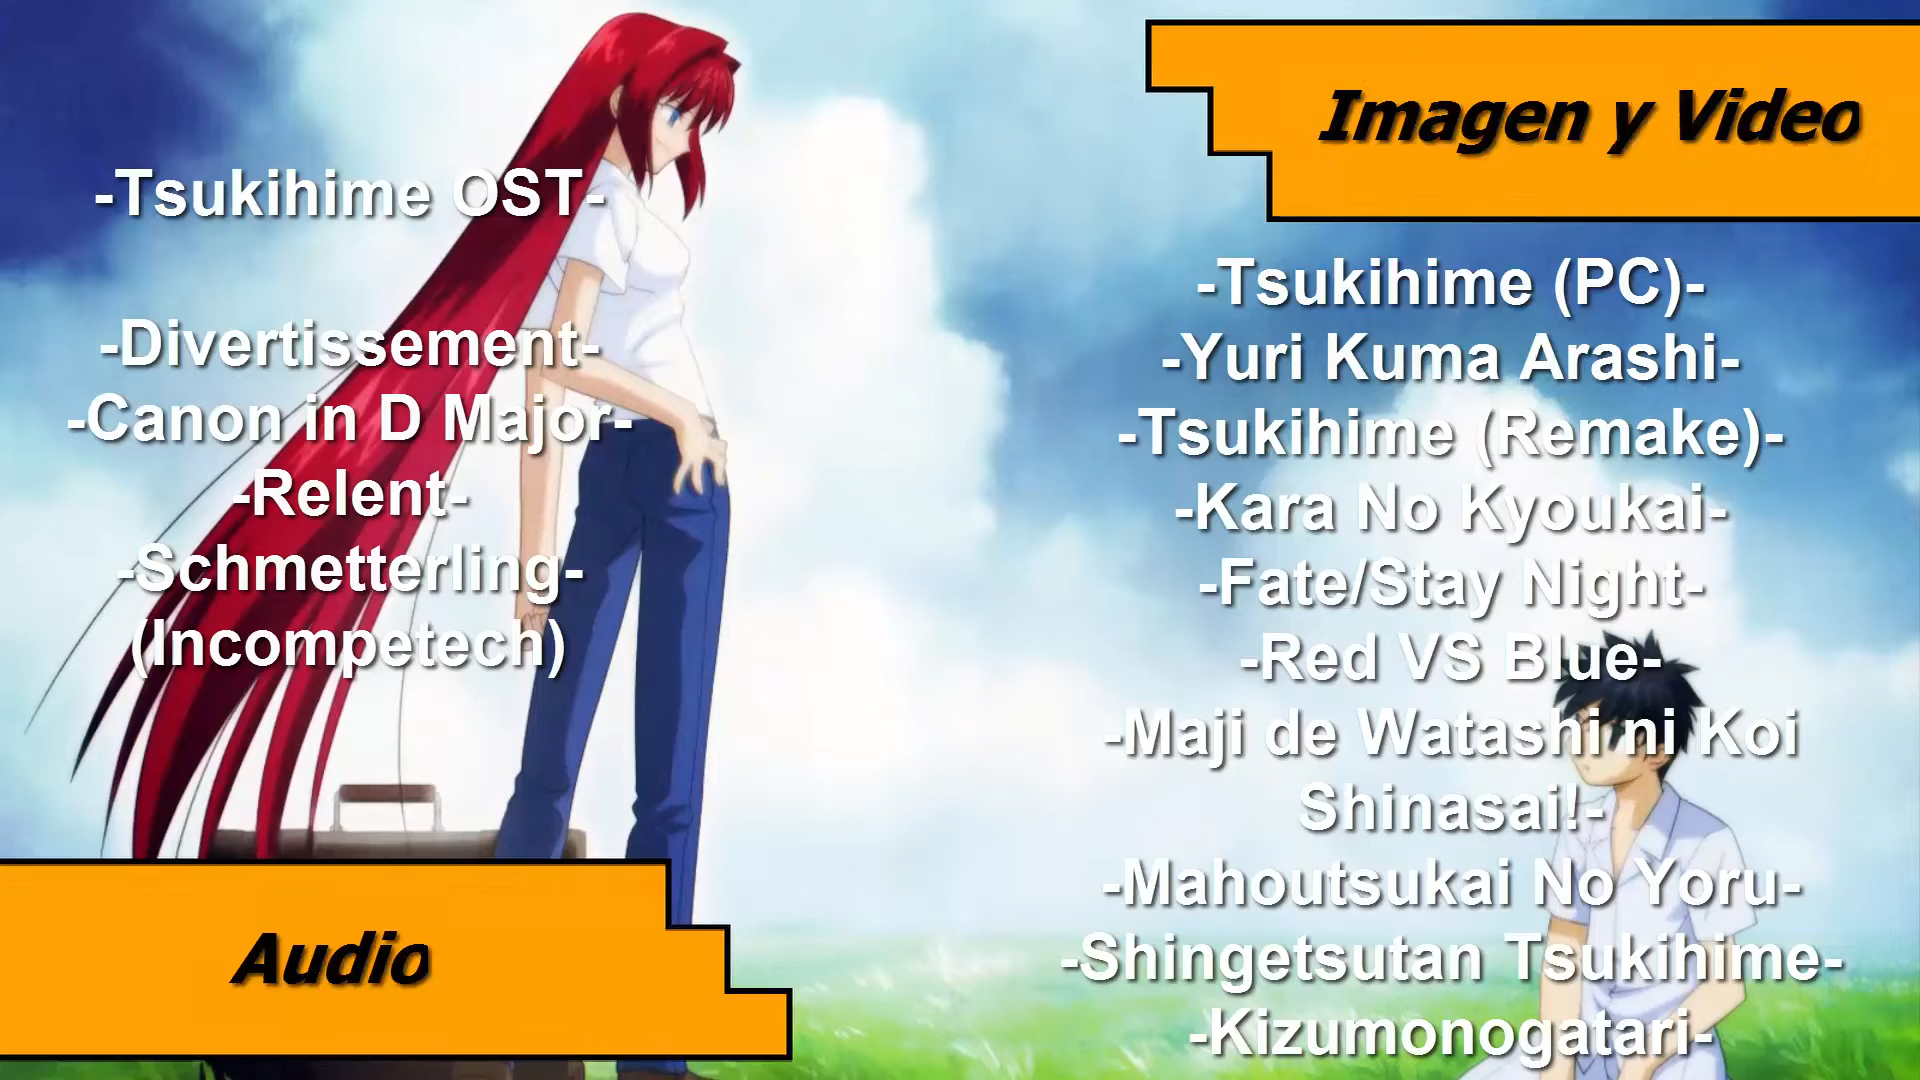 -Tsukihime OST-
-Divertissement-
-Canon in D Major-
-Relent-
-Schmetterling-
(Incompetech)
Audio
Imagen y Video
-Tsukihime (PC)-
-Yuri Kuma Arashi-
-Tsukihime (Remake)-
-Kara No Kyoukai-
-Fate/Stay Night-
-Red VS Blue-
-Maji de Watashi ni Koi
Shinasai!-
-Mahoutsukai No Yoru-
-Shingetsutan Tsukihime-
-Kizumonogatari-